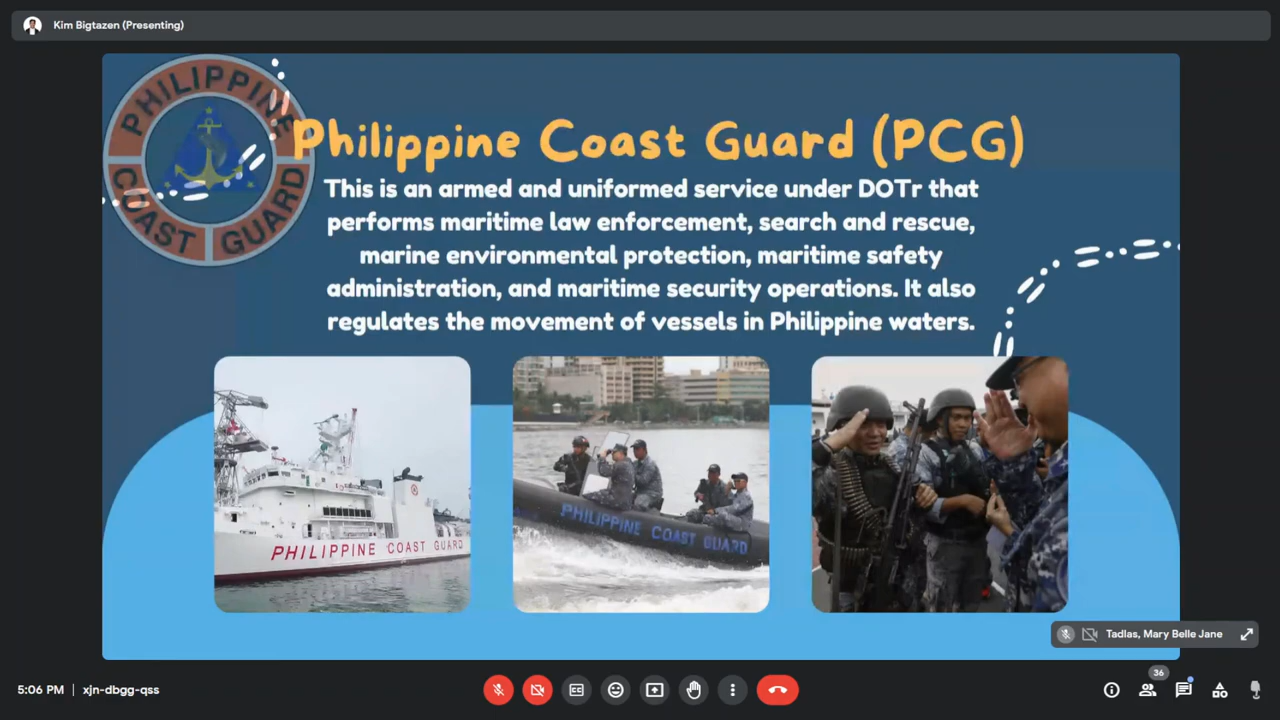 Kim Bigtazen (Presenting)
PHILIPPINE
COAST GUARD
Philippine Coast Guard (PCG)
This is an armed and uniformed service under DOTr that
performs maritime law enforcement, search and rescue,
marine environmental protection, maritime safety
administration, and maritime security operations. It also
regulates the movement of vessels in Philippine waters.
PHILIPPINE COAST GUARD
PHILIPPINE COAST GUARD
Tadlas, Mary Belle Jane
5:06 PM | xjn-dbgg-qss
CC
36